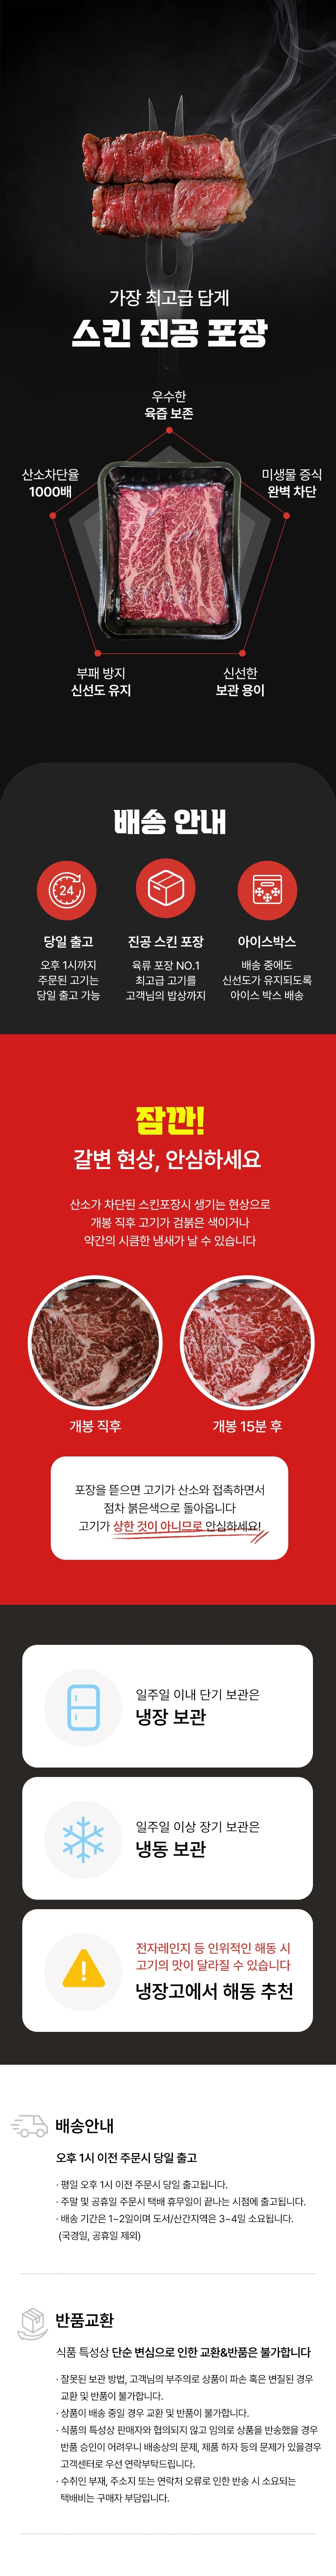 가장 최고급 답게
스킨 진공 포장
우수한
육즙 보존
산소차단율
1000배
미생물 증식
완벽 차단
부패 방지
신선도 유지
신선한
보관 용이
배송 안내
24
당일 출고
오후 1시까지
주문된 고기는
당일 출고 가능
진공 스킨 포장
육류 포장 NO.1
최고급 고기를
고객님의 밥상까지
아이스박스
배송 중에도
신선도가 유지되도록
아이스 박스 배송
잠깐!
갈변 현상, 안심하세요
산소가 차단된 스킨포장시 생기는 현상으로
개봉 직후 고기가 검붉은 색이거나
약간의 시큼한 냄새가 날 수 있습니다
개봉 직후
개봉 15분 후
포장을 뜯으면 고기가 산소와 접촉하면서
점차 붉은색으로 돌아옵니다
고기가 상한 것이 아니므로 안심하세요!
일주일 이내 단기 보관은
냉장 보관
일주일 이상 장기 보관은
냉동 보관
전자레인지 등 인위적인 해동 시
고기의 맛이 달라질 수 있습니다
냉장고에서 해동 추천
배송안내
오후 1시 이전 주문시 당일 출고
· 평일 오후 1시 이전 주문시 당일 출고됩니다.
· 주말 및 공휴일 주문시 택배 휴무일이 끝나는 시점에 출고됩니다.
· 배송 기간은 1~2일이며 도서/산간지역은 3~4일 소요됩니다.
(국경일, 공휴일 제외)
반품교환
식품 특성상 단순 변심으로 인한 교환&반품은 불가합니다
· 잘못된 보관 방법, 고객님의 부주의로 상품이 파손 혹은 변질된 경우
교환 및 반품이 불가합니다.
· 상품이 배송 중일 경우 교환 및 반품이 불가합니다.
· 식품의 특성상 판매자와 협의되지 않고 임의로 상품을 반송했을 경우
반품 승인이 어려우니 배송상의 문제, 제품 하자 등의 문제가 있을경우
고객센터로 우선 연락부탁드립니다.
· 수취인 부재, 주소지 또는 연락처 오류로 인한 반송 시 소요되는
택배비는 구매자 부담입니다.